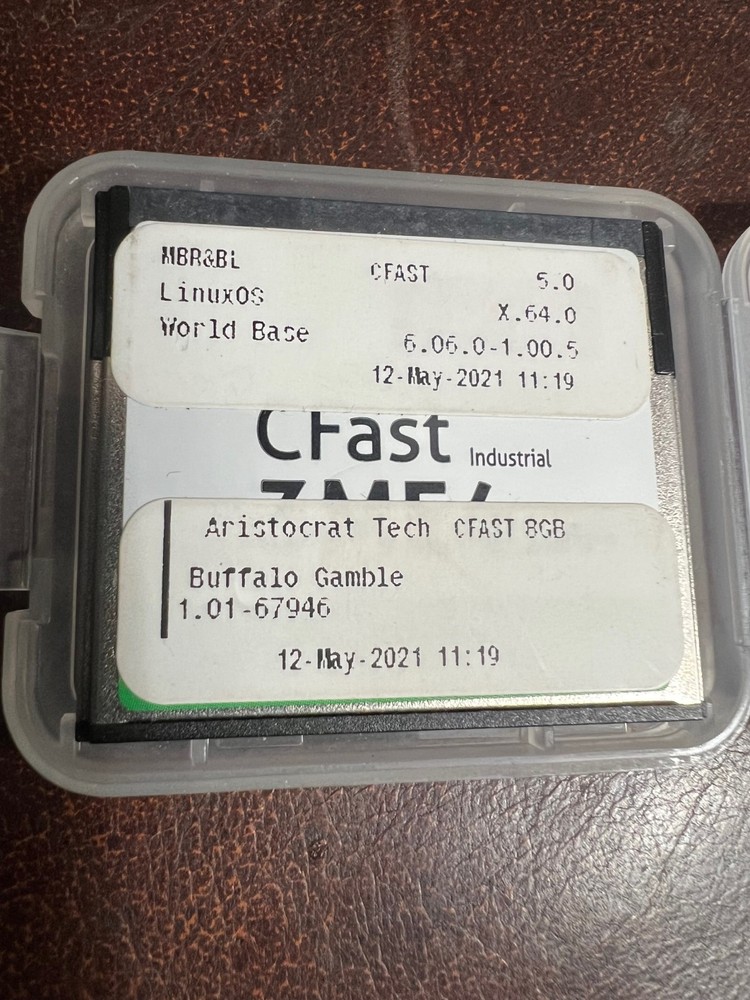 MBR&BL CFAST 5.0
LinuxOS X.64.0
World Base 6.06.0-1.00.5
12-May-2021 11:19
CFast Industrial
Aristocrat Tech CFAST 8GB
Buffalo Gamble
1.01-67946
12-May-2021 11:19